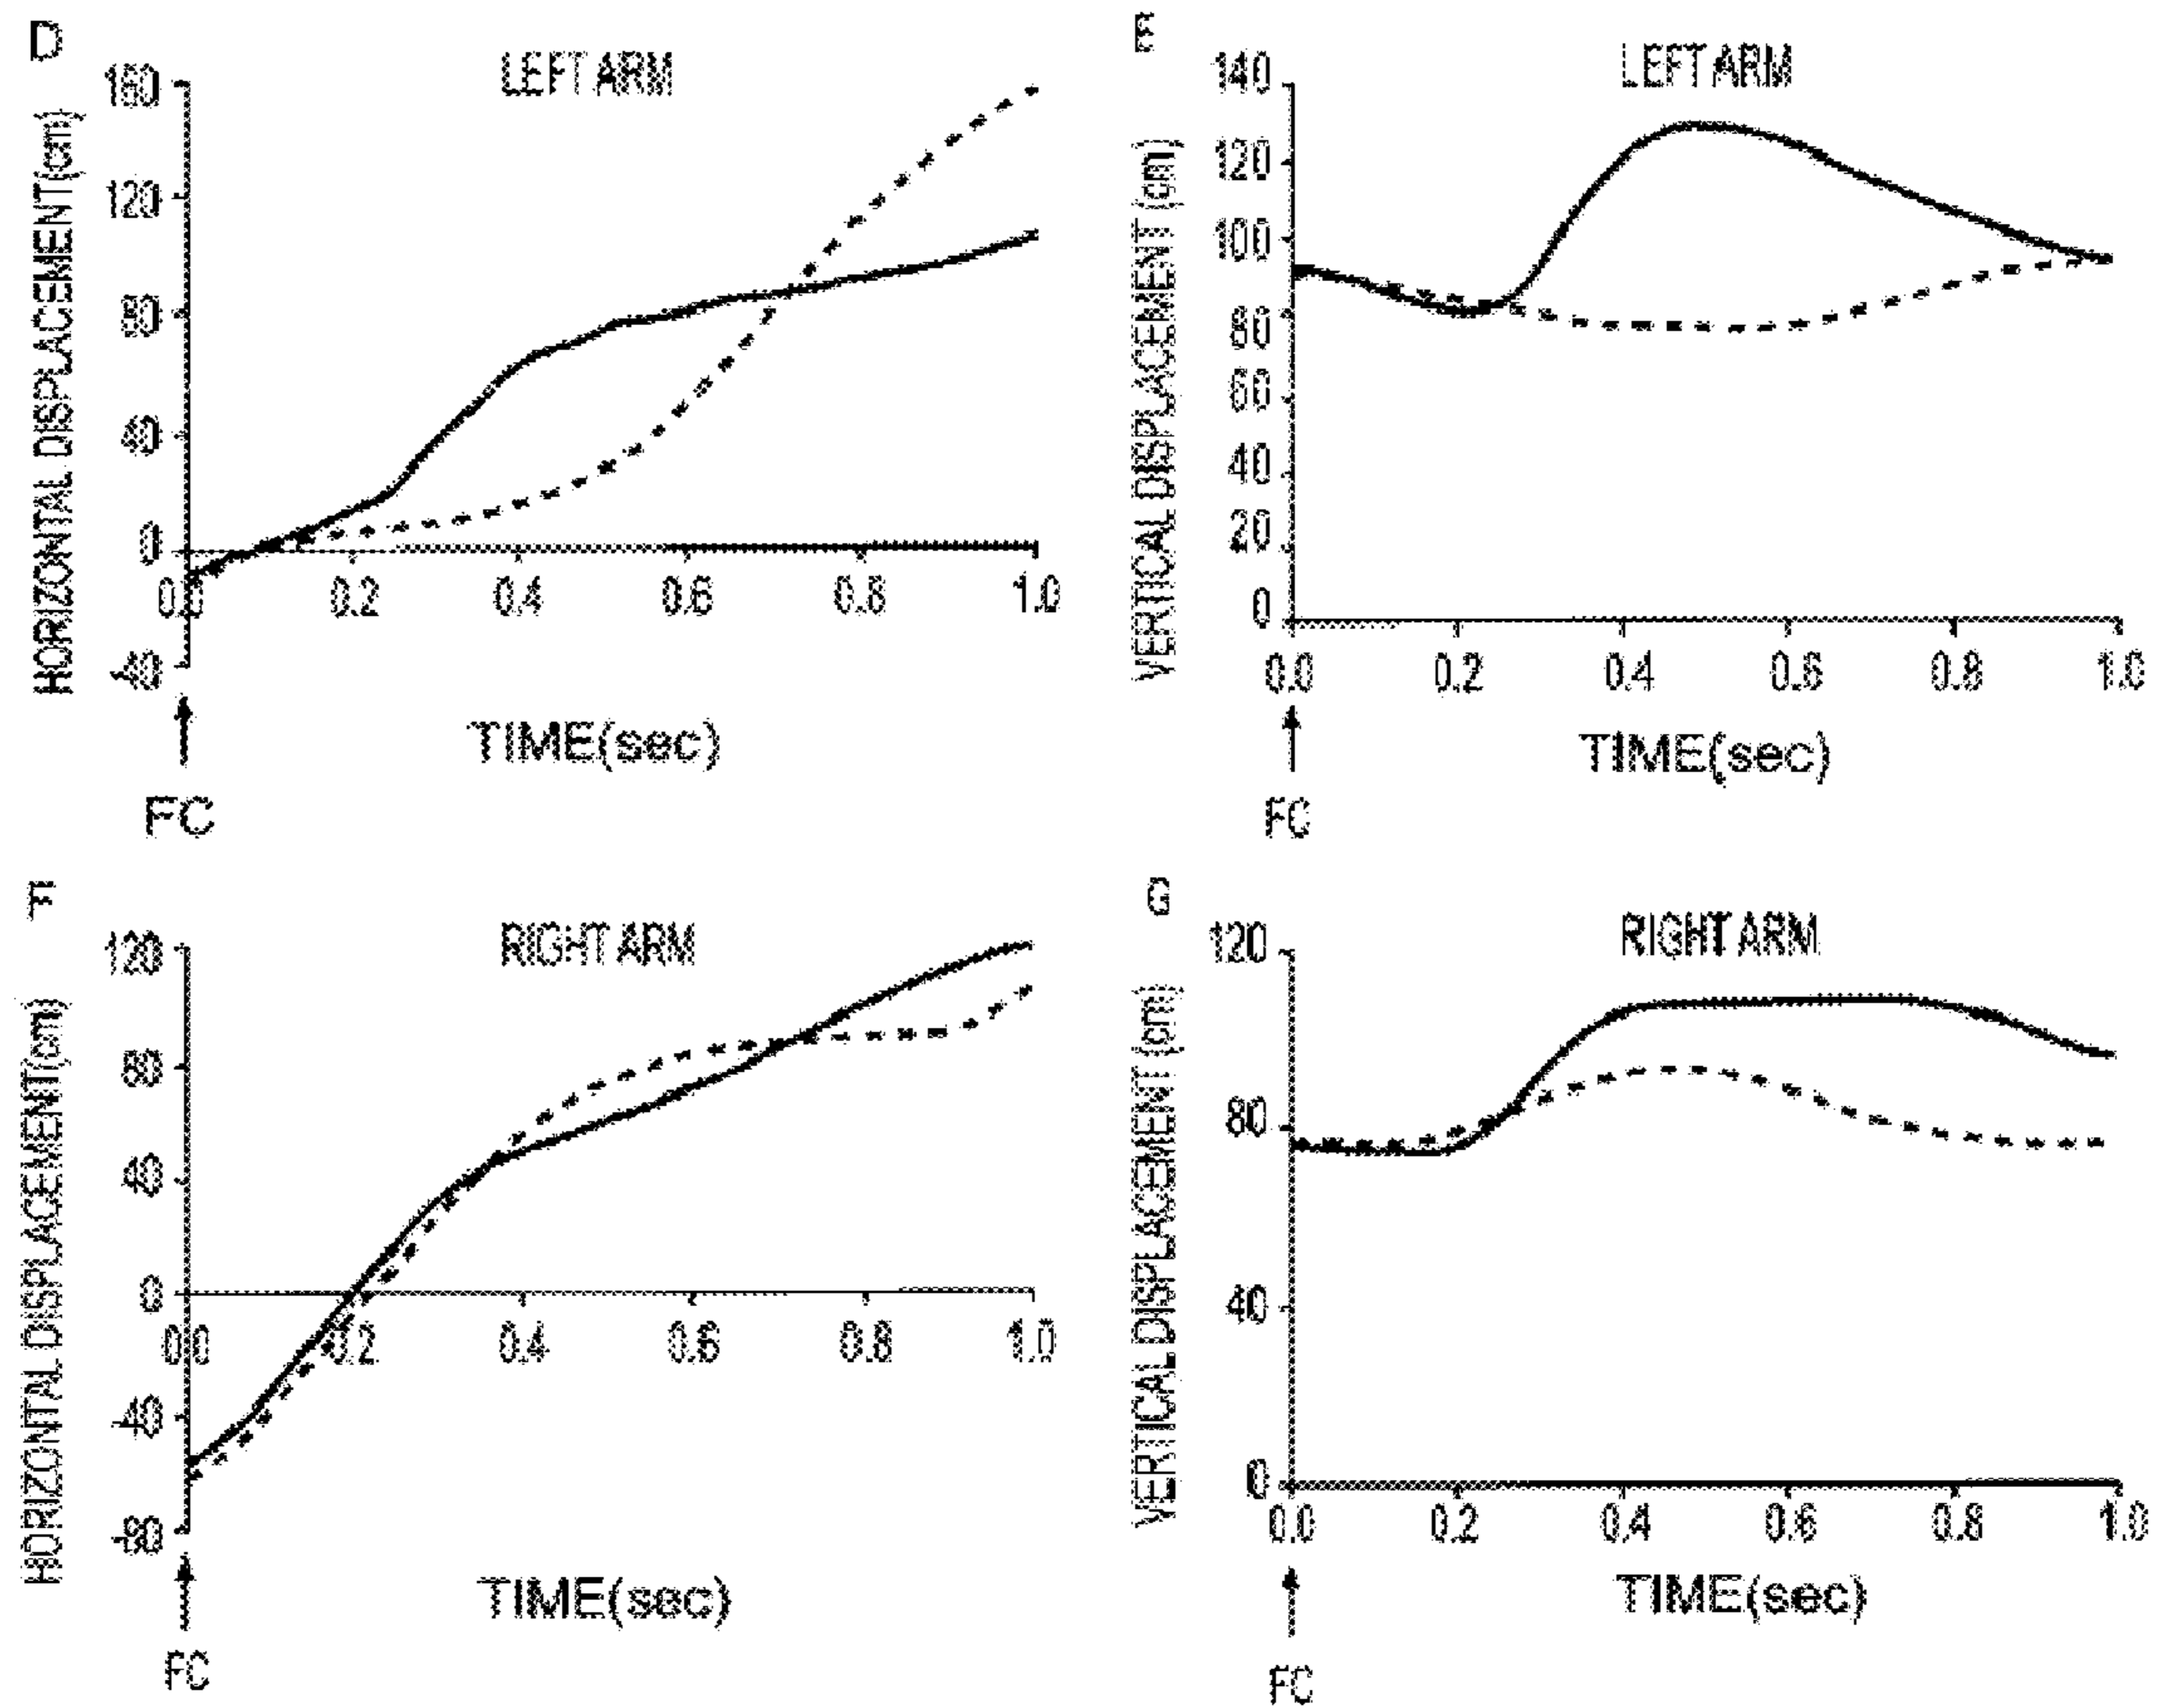 D
LEFT ARM
HORIZONTAL DISPLACEMENT(cm)
160
120
80
40
0
-40
0.0 0.2 0.4 0.6 0.8 1.0
TIME(sec)
FC
E
LEFT ARM
VERTICAL DISPLACEMENT (cm)
140
120
100
80
60
40
20
0
0.0 0.2 0.4 0.6 0.8 1.0
TIME(sec)
FC
F
RIGHT ARM
HORIZONTAL DISPLACEMENT(cm)
120
80
40
0
-40
-80
0.0 0.2 0.4 0.6 0.8 1.0
TIME(sec)
FC
G
RIGHT ARM
VERTICAL DISPLACEMENT (cm)
120
80
40
0
0.0 0.2 0.4 0.6 0.8 1.0
TIME(sec)
FC